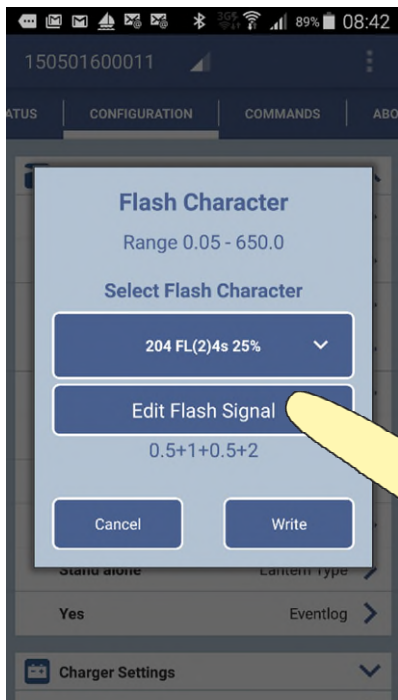 3G 89% 08:42
150501600011
ATUS CONFIGURATION COMMANDS ABO
Flash Character
Range 0.05 - 650.0
Select Flash Character
204 FL(2)4s 25%
Edit Flash Signal
0.5+1+0.5+2
Cancel Write
Stand alone Lantern Type
Yes Eventlog
Charger Settings